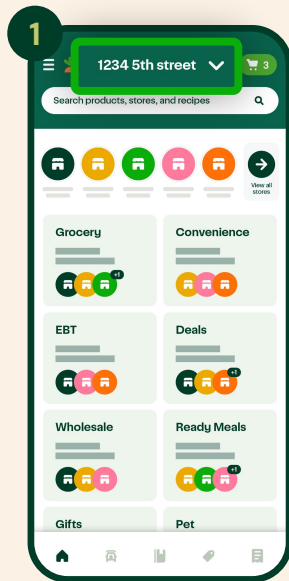 1
1234 5th street
3
Search products, stores, and recipes
View all
stores
Grocery
Convenience
+1
EBT
Deals
+1
Wholesale
Ready Meals
+1
Gifts
Pet